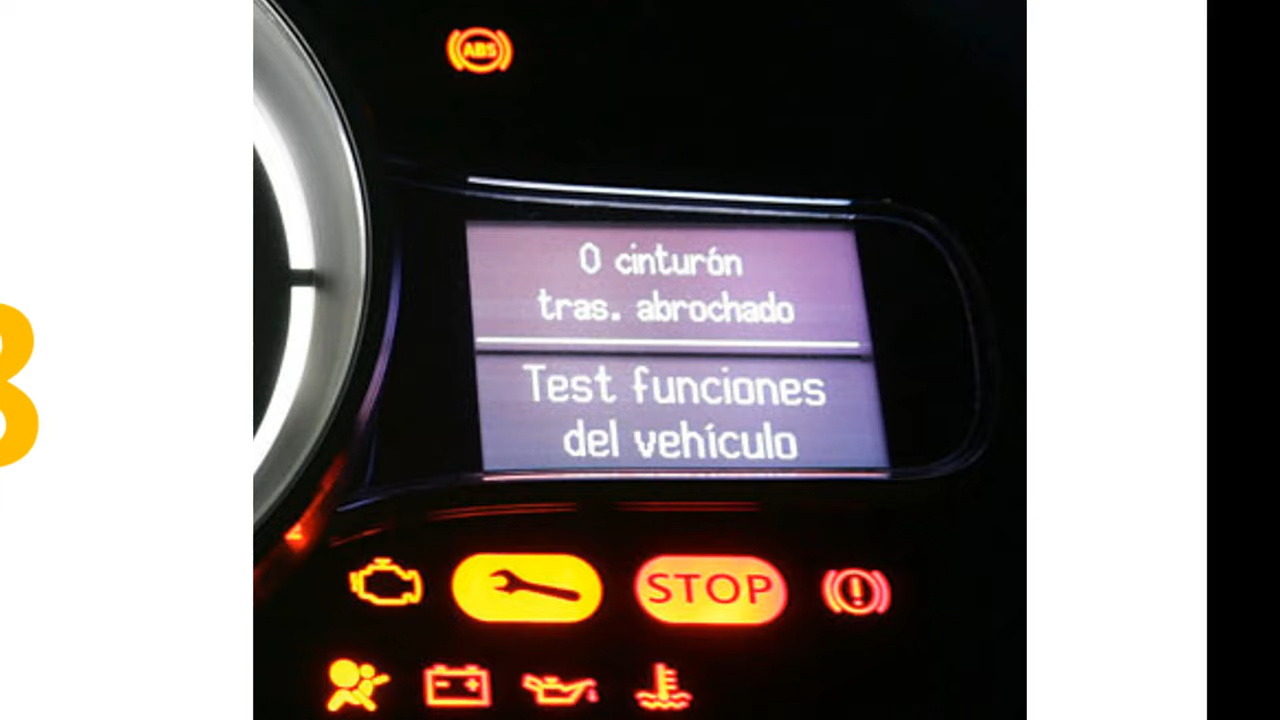 ABS
0 cinturón
tras. abrochado
Test funciones
del vehículo
STOP